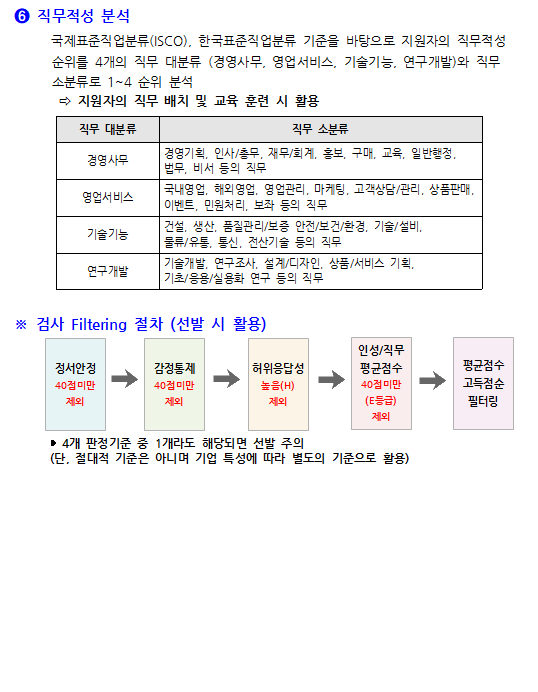 ❻ 직무적성 분석
국제표준직업분류(ISCO), 한국표준직업분류 기준을 바탕으로 지원자의 직무적성
순위를 4개의 직무 대분류 (경영사무, 영업서비스, 기술기능, 연구개발)와 직무
소분류로 1~4 순위 분석
⇨ 지원자의 직무 배치 및 교육 훈련 시 활용
직무 대분류 직무 소분류
경영사무 경영기획, 인사/총무, 재무/회계, 홍보, 구매, 교육, 일반행정,
법무, 비서 등의 직무
영업서비스 국내영업, 해외영업, 영업관리, 마케팅, 고객상담/관리, 상품판매,
이벤트, 민원처리, 보좌 등의 직무
기술기능 건설, 생산, 품질관리/보증 안전/보건/환경, 기술/설비,
물류/유통, 통신, 전산기술 등의 직무
연구개발 기술개발, 연구조사, 설계/디자인, 상품/서비스 기획,
기초/응용/실용화 연구 등의 직무
※ 검사 Filtering 절차 (선발 시 활용)
정서안정
40점미만
제외
감정통제
40점미만
제외
허위응답성
높음(H)
제외
인성/직무
평균점수
40점미만
(E등급)
제외
평균점수
고득점순
필터링
4개 판정기준 중 1개라도 해당되면 선발 주의
(단, 절대적 기준은 아니며 기업 특성에 따라 별도의 기준으로 활용)